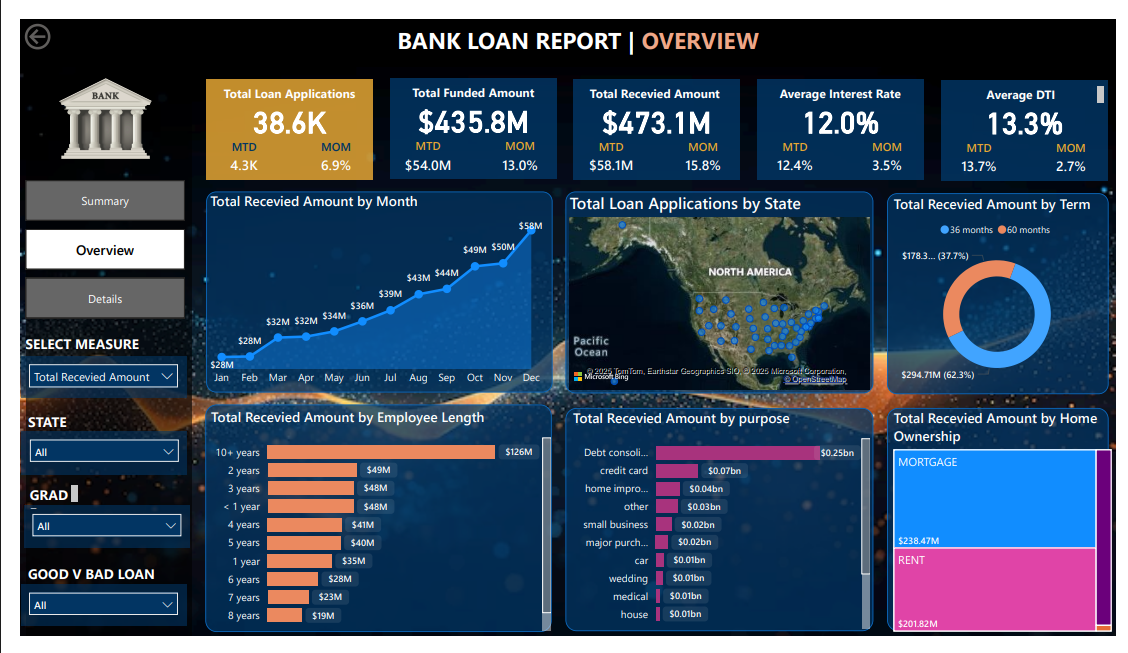 BANK LOAN REPORT | OVERVIEW
BANK
Summary
Overview
Details
SELECT MEASURE
Total Recevied Amount
STATE
All
GRAD
All
GOOD V BAD LOAN
All
Total Loan Applications
38.6K
MTD MOM
4.3K 6.9%
Total Funded Amount
$435.8M
MTD MOM
$54.0M 13.0%
Total Recevied Amount
$473.1M
MTD MOM
$58.1M 15.8%
Average Interest Rate
12.0%
MTD MOM
12.4% 3.5%
Average DTI
13.3%
MTD MOM
13.7% 2.7%
Total Recevied Amount by Month
$28M $28M $32M $32M $34M $36M $39M $43M $44M $49M $50M $58M
Jan Feb Mar Apr May Jun Jul Aug Sep Oct Nov Dec
Total Loan Applications by State
NORTH AMERICA
Pacific
Ocean
© 2025 TomTom, Earthstar Geographics SIO, © 2025 Microsoft Corporation,
Microsoft Bing
© OpenStreetMap
Total Recevied Amount by Term
36 months 60 months
$178.3... (37.7%)
$294.71M (62.3%)
Total Recevied Amount by Employee Length
10+ years $126M
2 years $49M
3 years $48M
< 1 year $48M
4 years $41M
5 years $40M
1 year $35M
6 years $28M
7 years $23M
8 years $19M
Total Recevied Amount by purpose
Debt consoli... $0.25bn
credit card $0.07bn
home impro... $0.04bn
other $0.03bn
small business $0.02bn
major purch... $0.02bn
car $0.01bn
wedding $0.01bn
medical $0.01bn
house $0.01bn
Total Recevied Amount by Home
Ownership
MORTGAGE
$238.47M
RENT
$201.82M